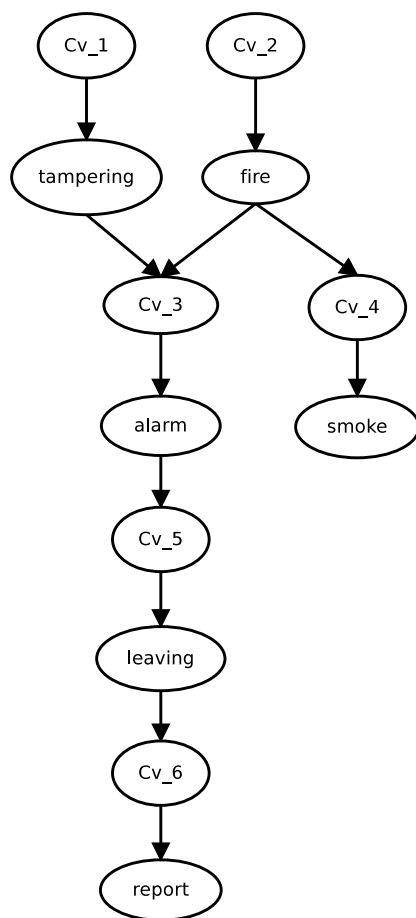 Cv_1
Cv_2
tampering
fire
Cv_3
Cv_4
alarm
smoke
Cv_5
leaving
Cv_6
report